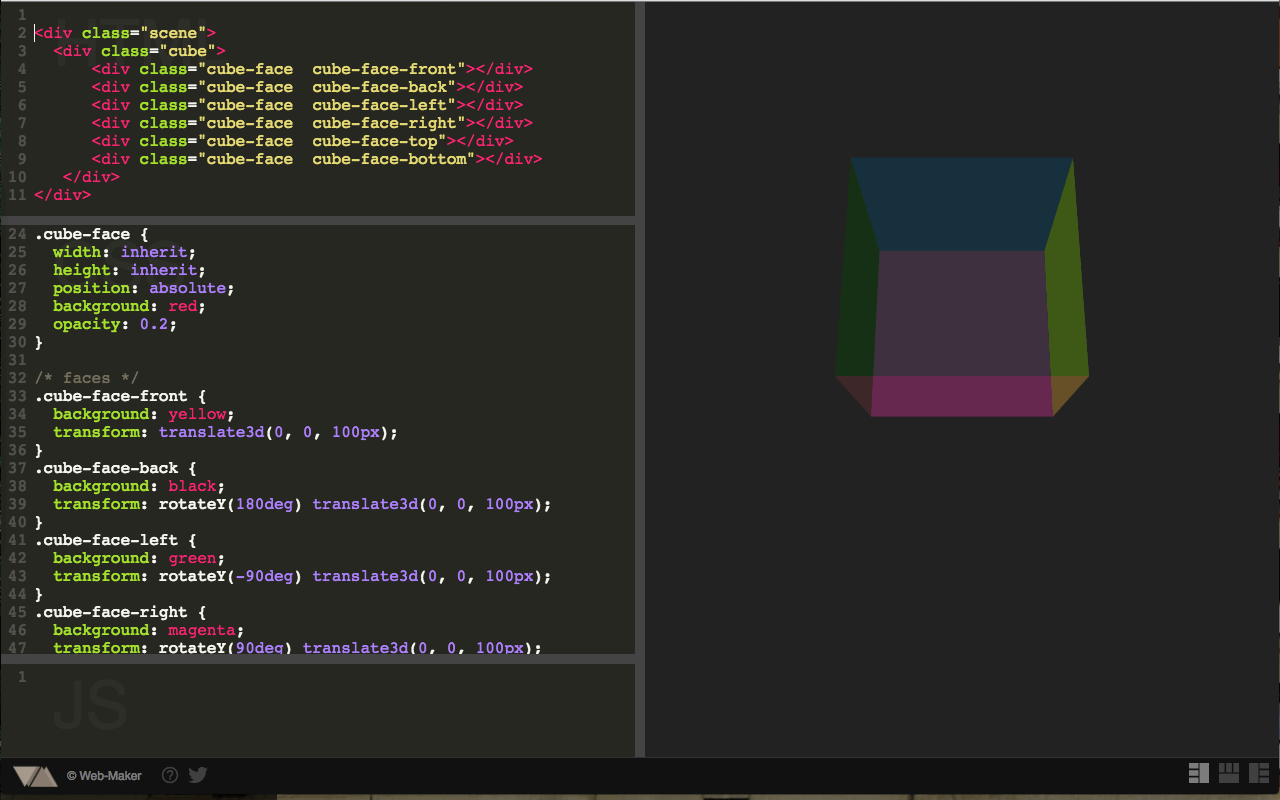 HTML
1
2 <div class="scene">
3 <div class="cube">
4 <div class="cube-face  cube-face-front"></div>
5 <div class="cube-face  cube-face-back"></div>
6 <div class="cube-face  cube-face-left"></div>
7 <div class="cube-face  cube-face-right"></div>
8 <div class="cube-face  cube-face-top"></div>
9 <div class="cube-face  cube-face-bottom"></div>
10 </div>
11 </div>
24 .cube-face {
25 width: inherit;
26 height: inherit;
27 position: absolute;
28 background: red;
29 opacity: 0.2;
30 }
31
32 /* faces */
33 .cube-face-front {
34 background: yellow;
35 transform: translate3d(0, 0, 100px);
36 }
37 .cube-face-back {
38 background: black;
39 transform: rotateY(180deg) translate3d(0, 0, 100px);
40 }
41 .cube-face-left {
42 background: green;
43 transform: rotateY(-90deg) translate3d(0, 0, 100px);
44 }
45 .cube-face-right {
46 background: magenta;
47 transform: rotateY(90deg) translate3d(0, 0, 100px);
1
JS
© Web-Maker
?